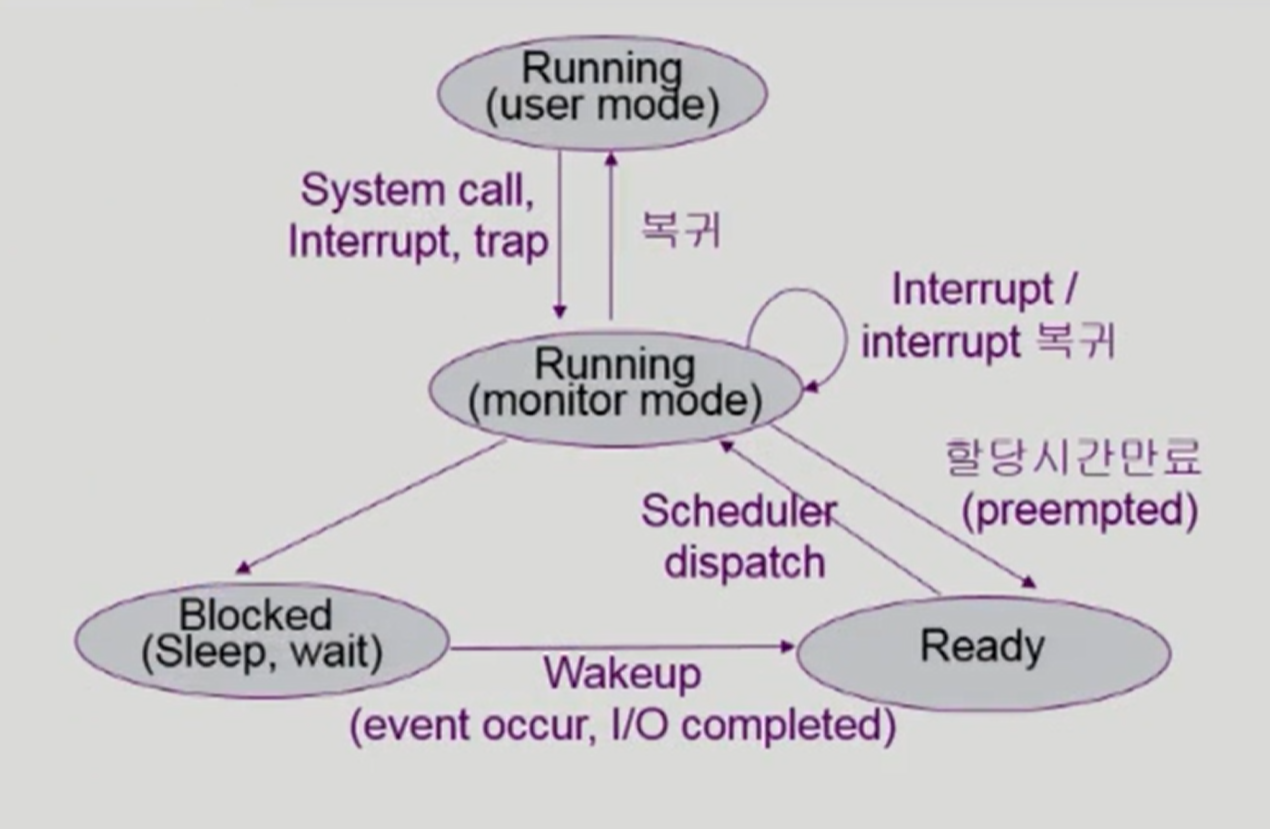 Running
(user mode)
System call,
Interrupt, trap
복귀
Interrupt /
interrupt 복귀
Running
(monitor mode)
할당시간만료
(preempted)
Scheduler
dispatch
Blocked
(Sleep, wait)
Ready
Wakeup
(event occur, I/O completed)